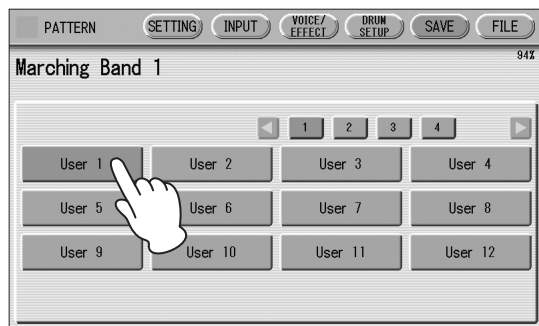 PATTERN SETTING INPUT VOICE/ EFFECT DRUM SETUP SAVE FILE
94%
Marching Band 1
1 2 3 4
User 1 User 2 User 3 User 4
User 5 User 6 User 7 User 8
User 9 User 10 User 11 User 12